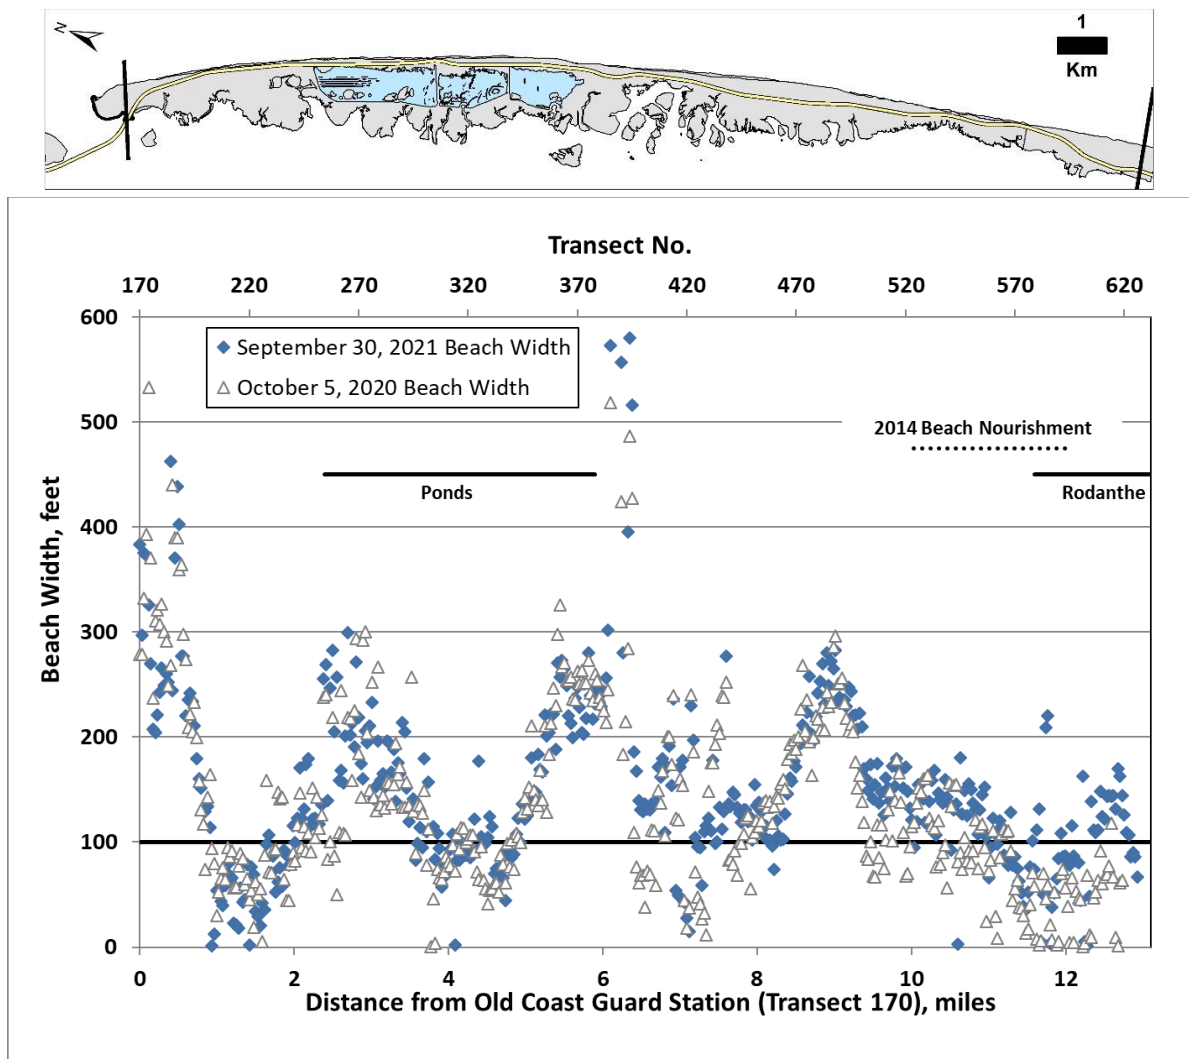 N
1
Km
Transect No.
170 220 270 320 370 420 470 520 570 620
600
September 30, 2021 Beach Width
October 5, 2020 Beach Width
500
2014 Beach Nourishment
Ponds
Rodanthe
400
300
200
100
0
Beach Width, feet
0 2 4 6 8 10 12
Distance from Old Coast Guard Station (Transect 170), miles